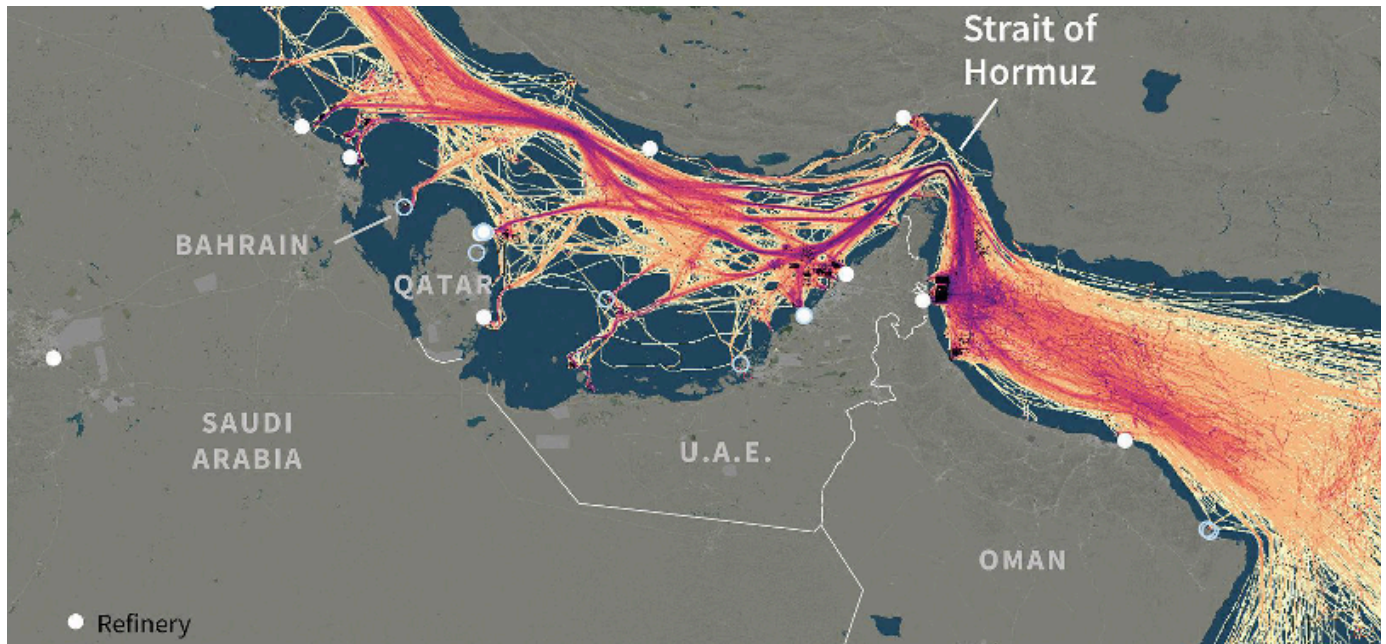 Strait of
Hormuz
BAHRAIN
QATAR
SAUDI
ARABIA
U.A.E.
OMAN
Refinery